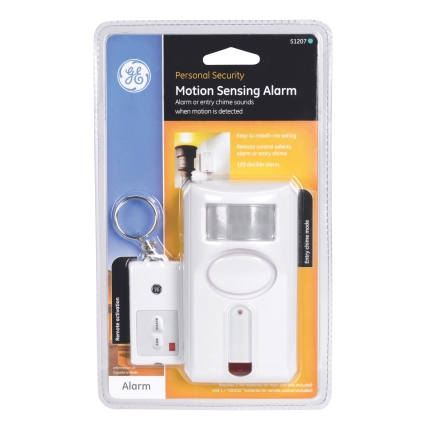 51207
GE
Personal Security
Motion Sensing Alarm
Alarm or entry chime sounds
when motion is detected
Easy to install—no wiring
Remote control selects
alarm or entry chime
120-decibel alarm
Entry chime mode
Remote activation
GE
Alarm